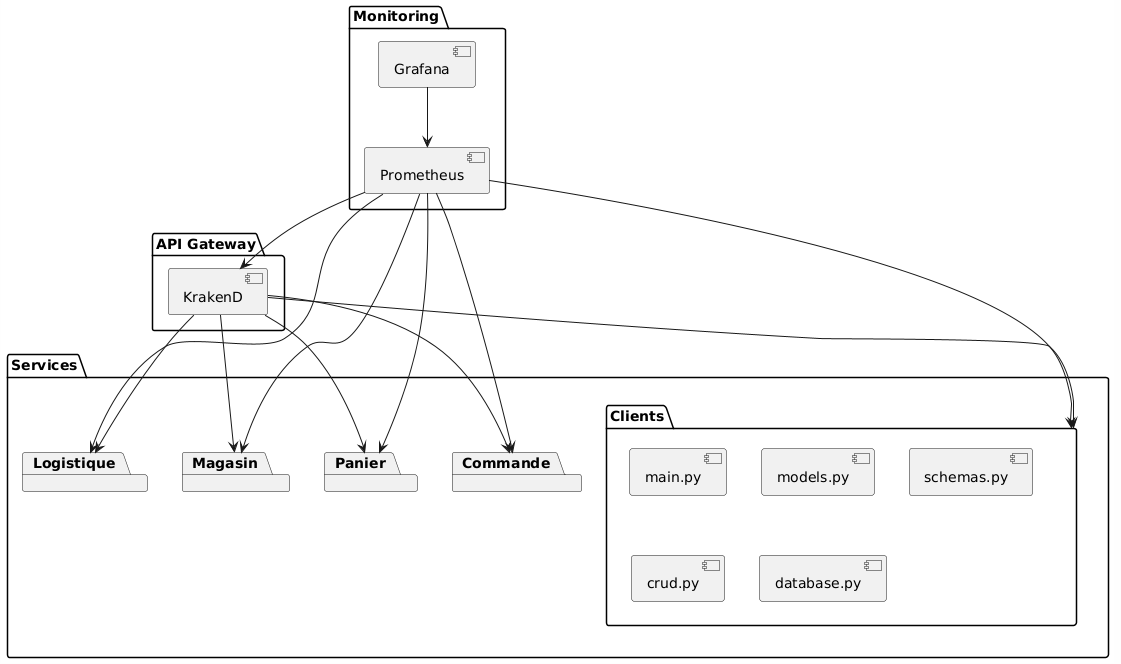 Monitoring
Grafana
Prometheus
API Gateway
KrakenD
Services
Clients
Logistique
Magasin
Panier
Commande
main.py
models.py
schemas.py
crud.py
database.py